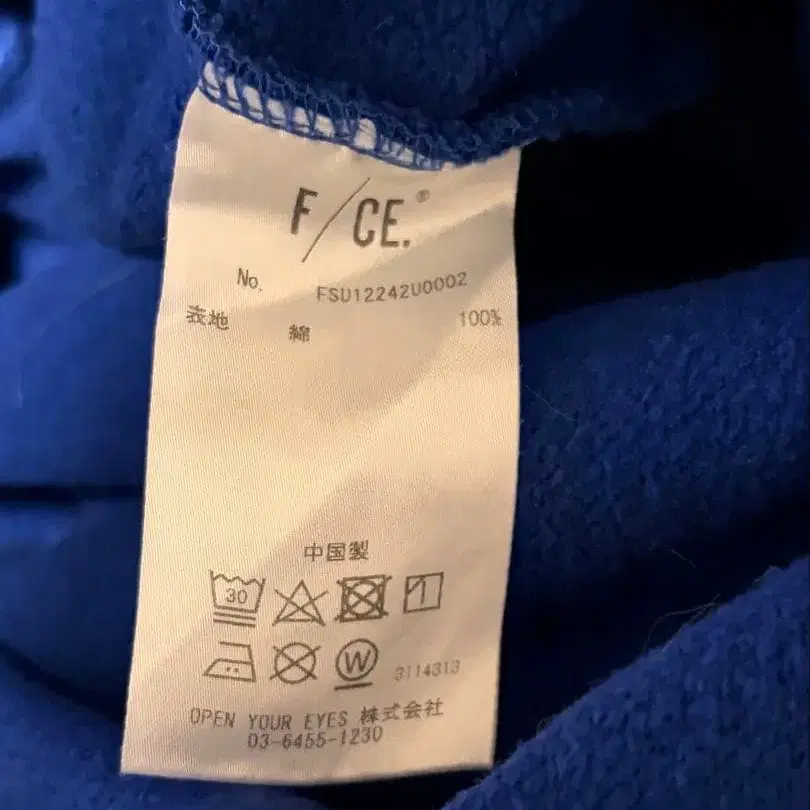 F/CE.®
No. FSU12242U0002
表地 綿 100%
中国製
30
W 3114313
OPEN YOUR EYES 株式会社
03-6455-1230